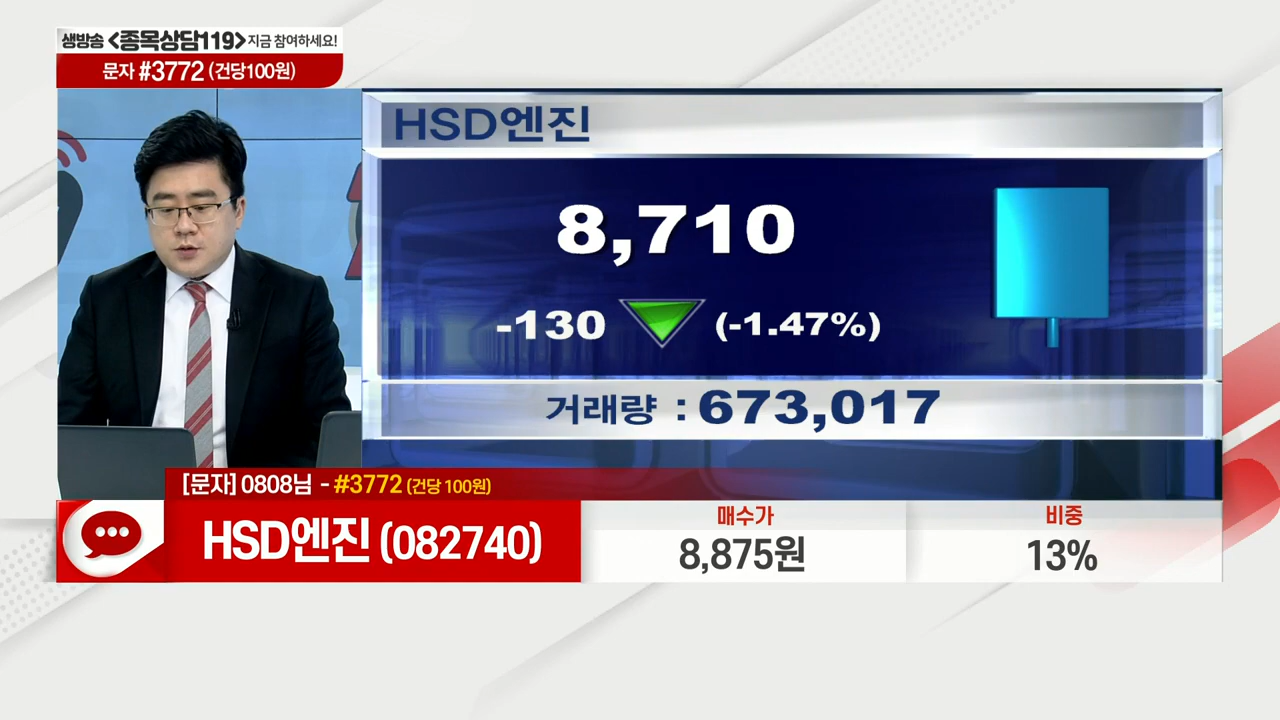 생방송 <종목상담119> 지금 참여하세요!
문자 #3772 (건당100원)
HSD엔진
8,710
-130 (-1.47%)
거래량 : 673,017
[문자] 0808님 - #3772 (건당 100원)
HSD엔진 (082740)
매수가
8,875원
비중
13%